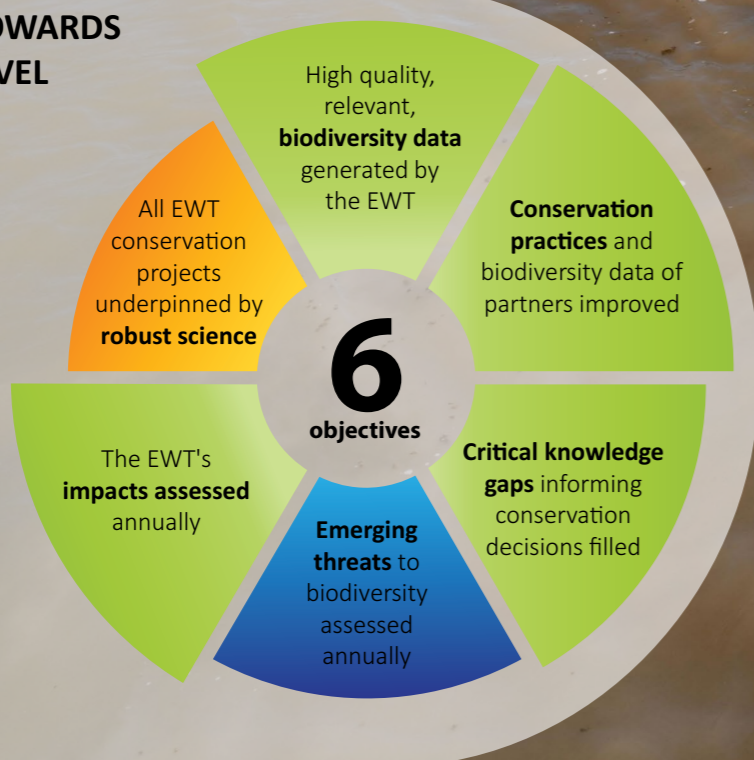 OWARDS
VEL
High quality,
relevant,
biodiversity data
generated by
the EWT
Conservation
practices and
biodiversity data of
partners improved
Critical knowledge
gaps informing
conservation
decisions filled
Emerging
threats to
biodiversity
assessed
annually
The EWT's
impacts assessed
annually
All EWT
conservation
projects
underpinned by
robust science
6
objectives